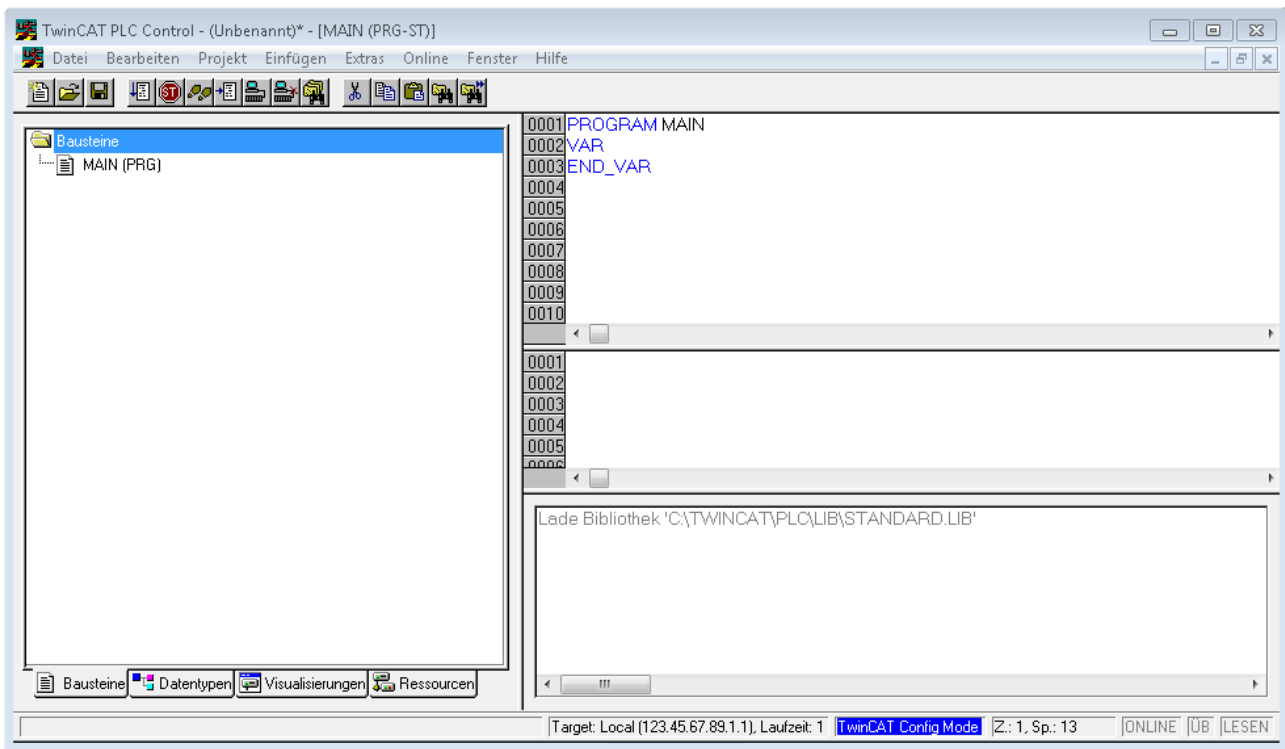 TwinCAT PLC Control - (Unbenannt)* - [MAIN (PRG-ST)]
Datei Bearbeiten Projekt Einfügen Extras Online Fenster Hilfe
Bausteine
MAIN (PRG)
Bausteine Datentypen Visualisierungen Ressourcen
0001 PROGRAM MAIN
0002 VAR
0003 END_VAR
0004
0005
0006
0007
0008
0009
0010
0001
0002
0003
0004
0005
0006
Lade Bibliothek 'C:\TWINCAT\PLC\LIB\STANDARD.LIB'
Target: Local (123.45.67.89.1.1), Laufzeit: 1 TwinCAT Config Mode Z.: 1, Sp.: 13 ONLINE ÜB LESEN